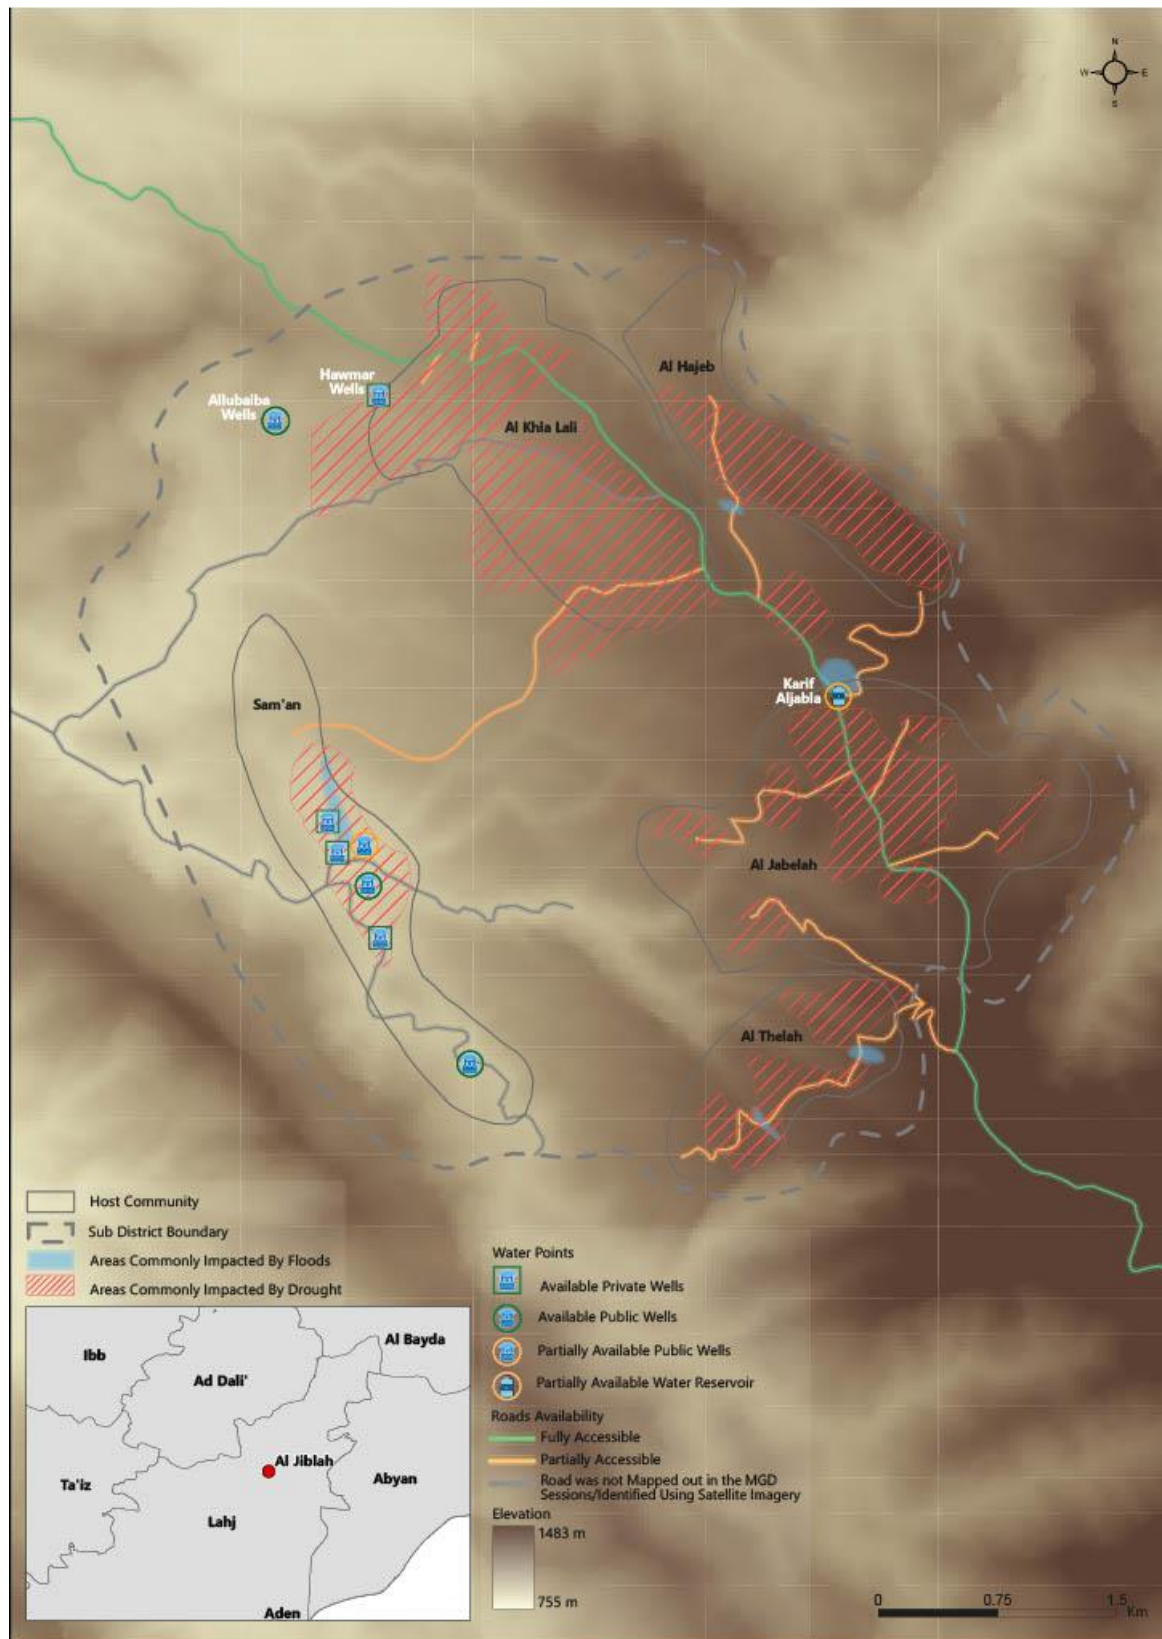 N
W E
S
Al Hajeb
Hawmar
Wells
Allubaiba
Wells
Al Khla Lali
Karif
Aljabla
Sam'an
Al Jabelah
Al Thelah
Host Community
Sub District Boundary
Areas Commonly Impacted By Floods
Areas Commonly Impacted By Drought
Water Points
Available Private Wells
Available Public Wells
Partially Available Public Wells
Partially Available Water Reservoir
Roads Availability
Fully Accessible
Partially Accessible
Road was not Mapped out in the MGD
Sessions/Identified Using Satellite Imagery
Elevation
1483 m
755 m
Ibb
Al Bayda
Ad Dali'
Al Jiblah
Ta'iz
Abyan
Lahj
Aden
0 0.75 1.5
Km